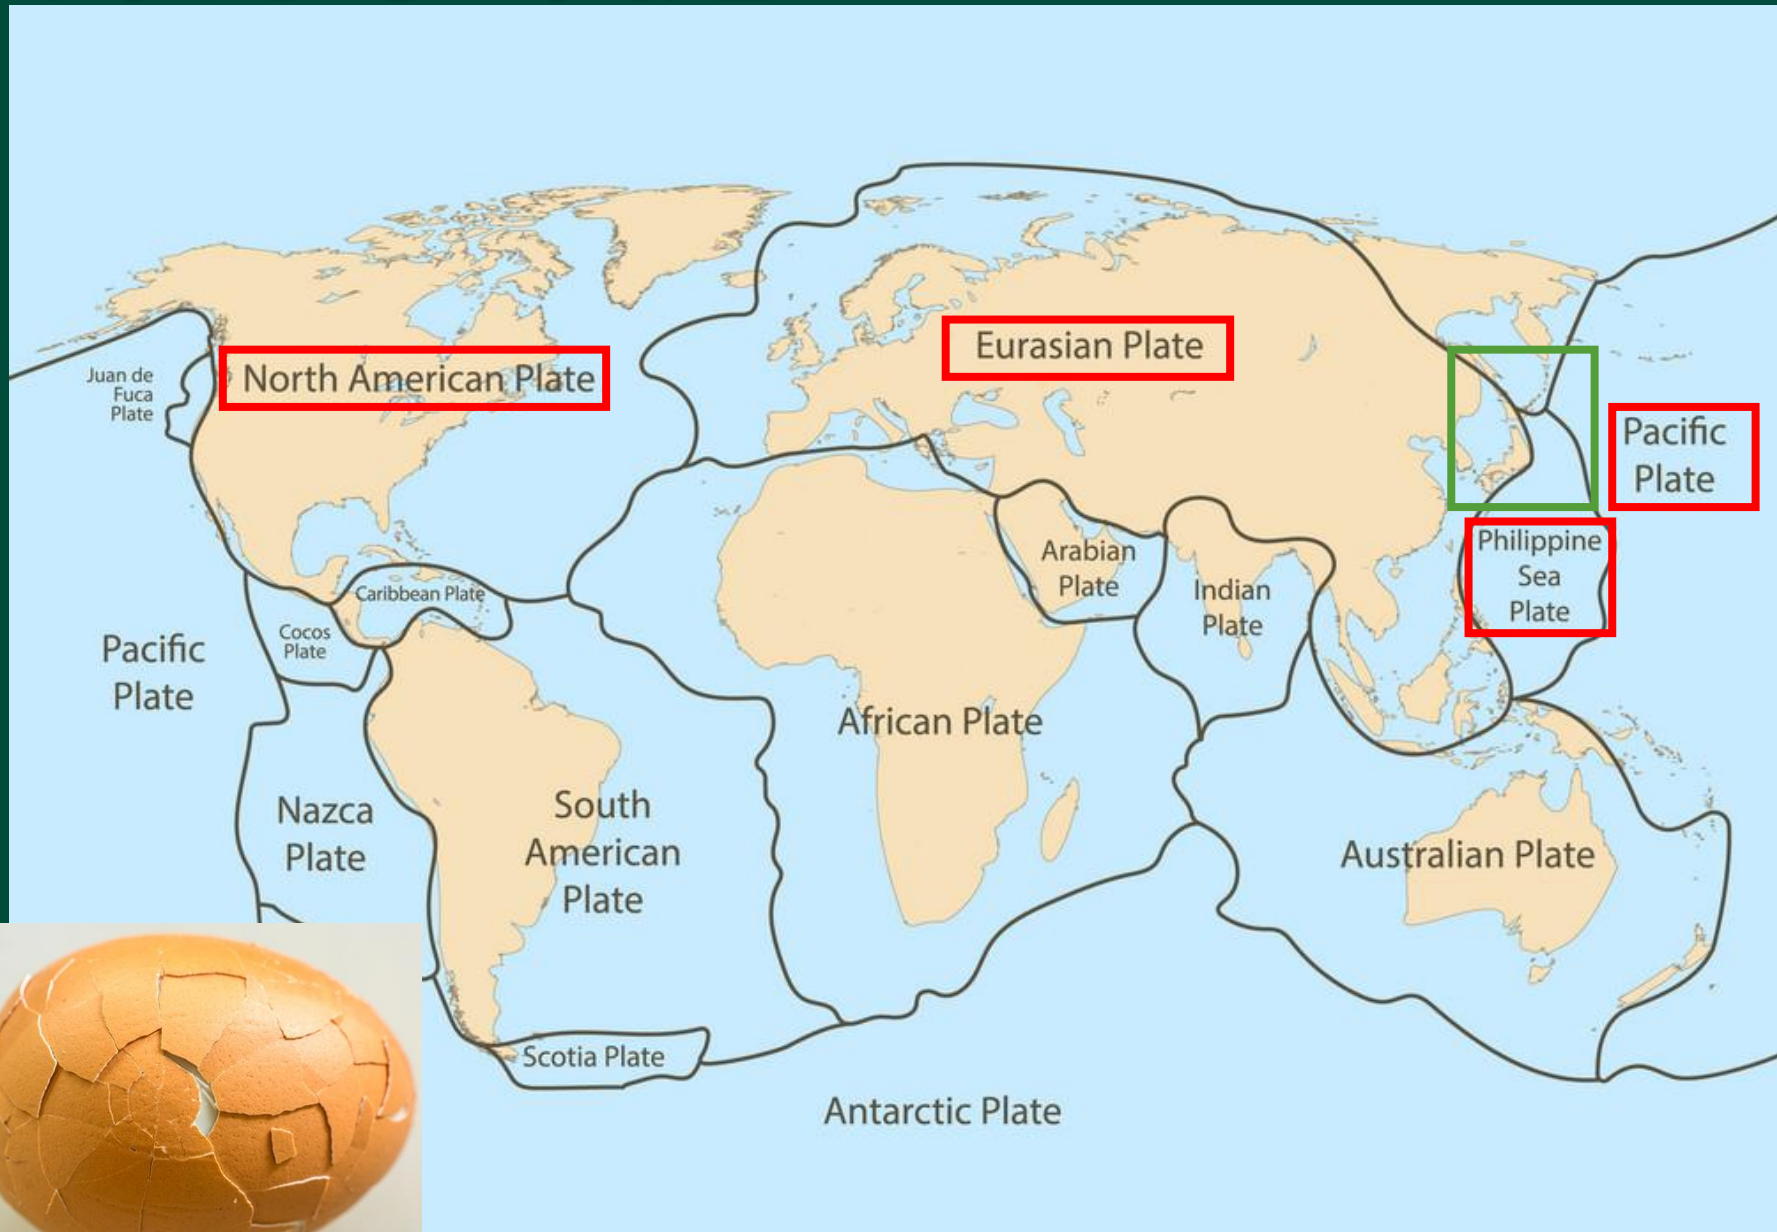 North American Plate
Eurasian Plate
Juan de
Fuca
Plate
Pacific
Plate
Philippine
Sea
Plate
Arabian
Plate
Indian
Plate
Caribbean Plate
Cocos
Plate
Pacific
Plate
African Plate
Nazca
Plate
South
American
Plate
Australian Plate
Scotia Plate
Antarctic Plate